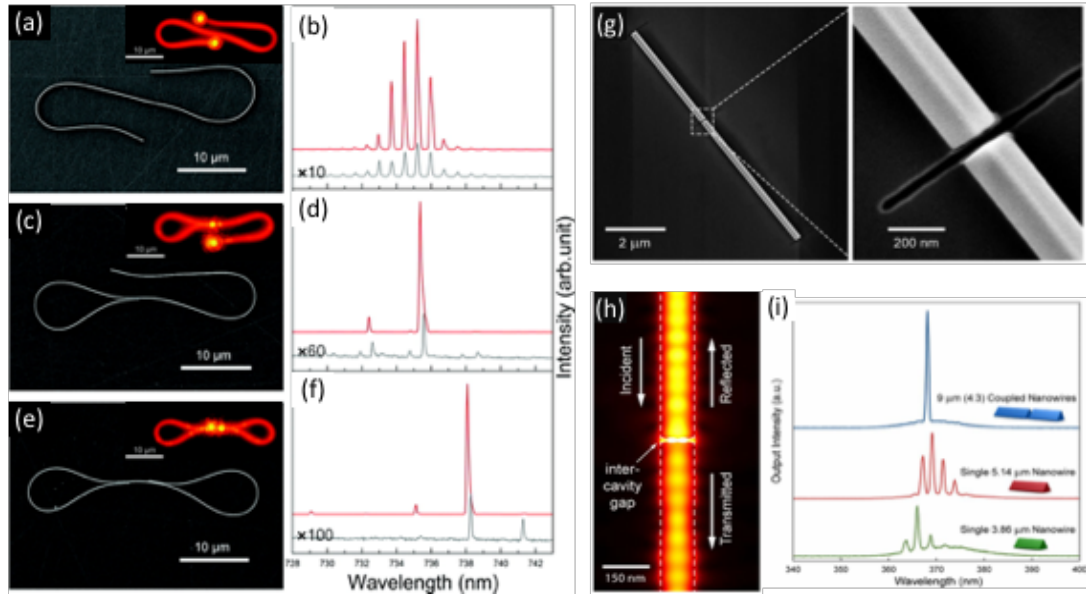 (a)
10 μm
10 μm
(b)
×10
(c)
10 μm
10 μm
(d)
×60
(e)
10 μm
10 μm
(f)
×100
728 730 732 734 736 738 740 742
Wavelength (nm)
Intensity (arb.unit)
(g)
2 μm
200 nm
(h)
Incident
Reflected
inter-
cavity
gap
Transmitted
150 nm
(i)
Output Intensity (a.u.)
9 μm (4:3) Coupled Nanowires
Single 5.14 μm Nanowire
Single 3.86 μm Nanowire
340 350 360 370 380 390 400
Wavelength (nm)